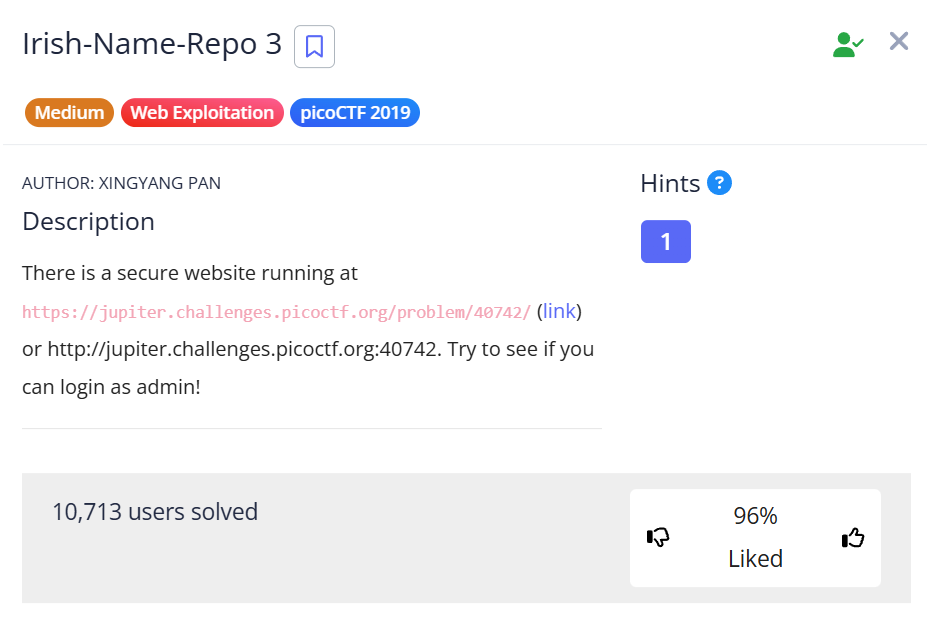 Irish-Name-Repo 3
Medium Web Exploitation picoCTF 2019
AUTHOR: XINGYANG PAN
Description
There is a secure website running at
https://jupiter.challenges.picoctf.org/problem/40742/ (link)
or http://jupiter.challenges.picoctf.org:40742. Try to see if you
can login as admin!
Hints ?
1
10,713 users solved
96%
Liked